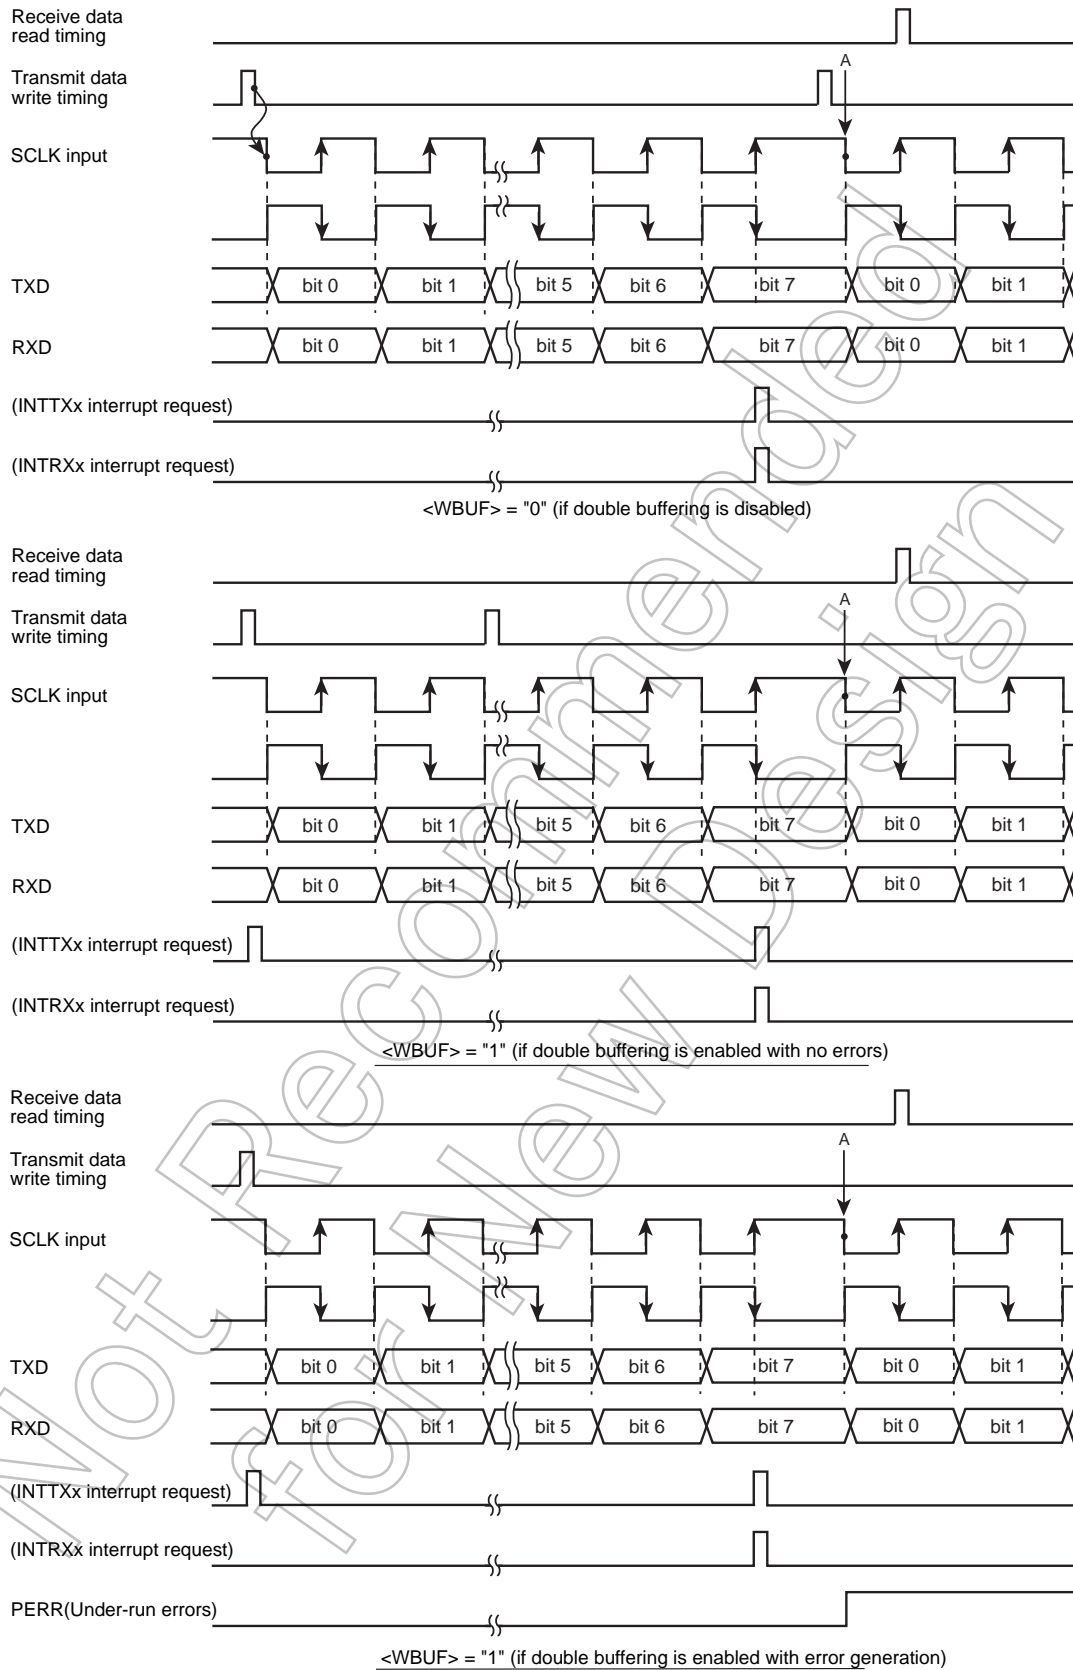 Receive data
read timing
A
Transmit data
write timing
SCLK input
TXD bit 0 bit 1 bit 5 bit 6 bit 7 bit 0 bit 1
RXD bit 0 bit 1 bit 5 bit 6 bit 7 bit 0 bit 1
(INTTXx interrupt request)
(INTRXx interrupt request)
<WBUF> = "0" (if double buffering is disabled)
Receive data
read timing
A
Transmit data
write timing
SCLK input
TXD bit 0 bit 1 bit 5 bit 6 bit 7 bit 0 bit 1
RXD bit 0 bit 1 bit 5 bit 6 bit 7 bit 0 bit 1
(INTTXx interrupt request)
(INTRXx interrupt request)
<WBUF> = "1" (if double buffering is enabled with no errors)
Receive data
read timing
A
Transmit data
write timing
SCLK input
TXD bit 0 bit 1 bit 5 bit 6 bit 7 bit 0 bit 1
RXD bit 0 bit 1 bit 5 bit 6 bit 7 bit 0 bit 1
(INTTXx interrupt request)
(INTRXx interrupt request)
PERR(Under-run errors)
<WBUF> = "1" (if double buffering is enabled with error generation)
Not Recommended
for New Design